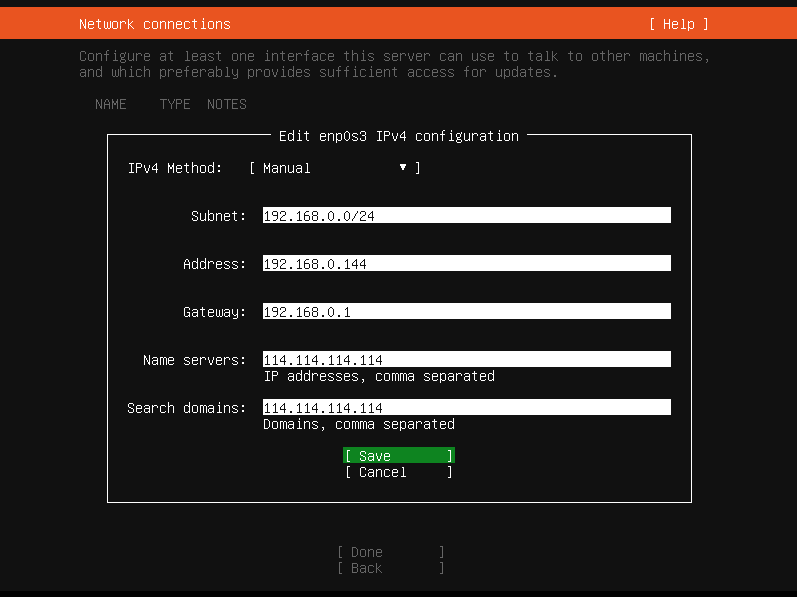 Network connections [ Help ]
Configure at least one interface this server can use to talk to other machines,
and which preferably provides sufficient access for updates.
NAME TYPE NOTES
Edit enp0s3 IPv4 configuration
IPv4 Method: [ Manual ▾ ]
Subnet: 192.168.0.0/24
Address: 192.168.0.144
Gateway: 192.168.0.1
Name servers: 114.114.114.114
IP addresses, comma separated
Search domains: 114.114.114.114
Domains, comma separated
[ Save ]
[ Cancel ]
[ Done ]
[ Back ]